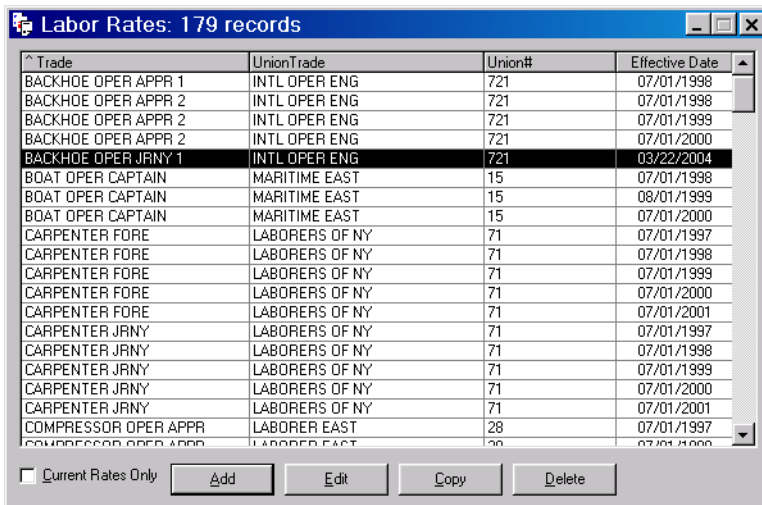 Labor Rates: 179 records
^ Trade UnionTrade Union# Effective Date
BACKHOE OPER APPR 1 INTL OPER ENG 721 07/01/1998
BACKHOE OPER APPR 2 INTL OPER ENG 721 07/01/1998
BACKHOE OPER APPR 2 INTL OPER ENG 721 07/01/1999
BACKHOE OPER APPR 2 INTL OPER ENG 721 07/01/2000
BACKHOE OPER JRNY 1 INTL OPER ENG 721 03/22/2004
BOAT OPER CAPTAIN MARITIME EAST 15 07/01/1998
BOAT OPER CAPTAIN MARITIME EAST 15 08/01/1999
BOAT OPER CAPTAIN MARITIME EAST 15 07/01/2000
CARPENTER FORE LABORERS OF NY 71 07/01/1997
CARPENTER FORE LABORERS OF NY 71 07/01/1998
CARPENTER FORE LABORERS OF NY 71 07/01/1999
CARPENTER FORE LABORERS OF NY 71 07/01/2000
CARPENTER FORE LABORERS OF NY 71 07/01/2001
CARPENTER JRNY LABORERS OF NY 71 07/01/1997
CARPENTER JRNY LABORERS OF NY 71 07/01/1998
CARPENTER JRNY LABORERS OF NY 71 07/01/1999
CARPENTER JRNY LABORERS OF NY 71 07/01/2000
CARPENTER JRNY LABORERS OF NY 71 07/01/2001
COMPRESSOR OPER APPR LABORER EAST 28 07/01/1997
COMPRESSOR OPER APPR LABORER EAST
Current Rates Only Add Edit Copy Delete